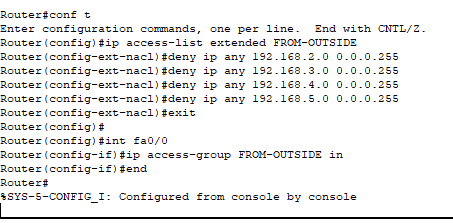 Router#conf t
Enter configuration commands, one per line.  End with CNTL/Z.
Router(config)#ip access-list extended FROM-OUTSIDE
Router(config-ext-nacl)#deny ip any 192.168.2.0 0.0.0.255
Router(config-ext-nacl)#deny ip any 192.168.3.0 0.0.0.255
Router(config-ext-nacl)#deny ip any 192.168.4.0 0.0.0.255
Router(config-ext-nacl)#deny ip any 192.168.5.0 0.0.0.255
Router(config-ext-nacl)#exit
Router(config)#
Router(config)#int fa0/0
Router(config-if)#ip access-group FROM-OUTSIDE in
Router(config-if)#end
Router#
%SYS-5-CONFIG_I: Configured from console by console